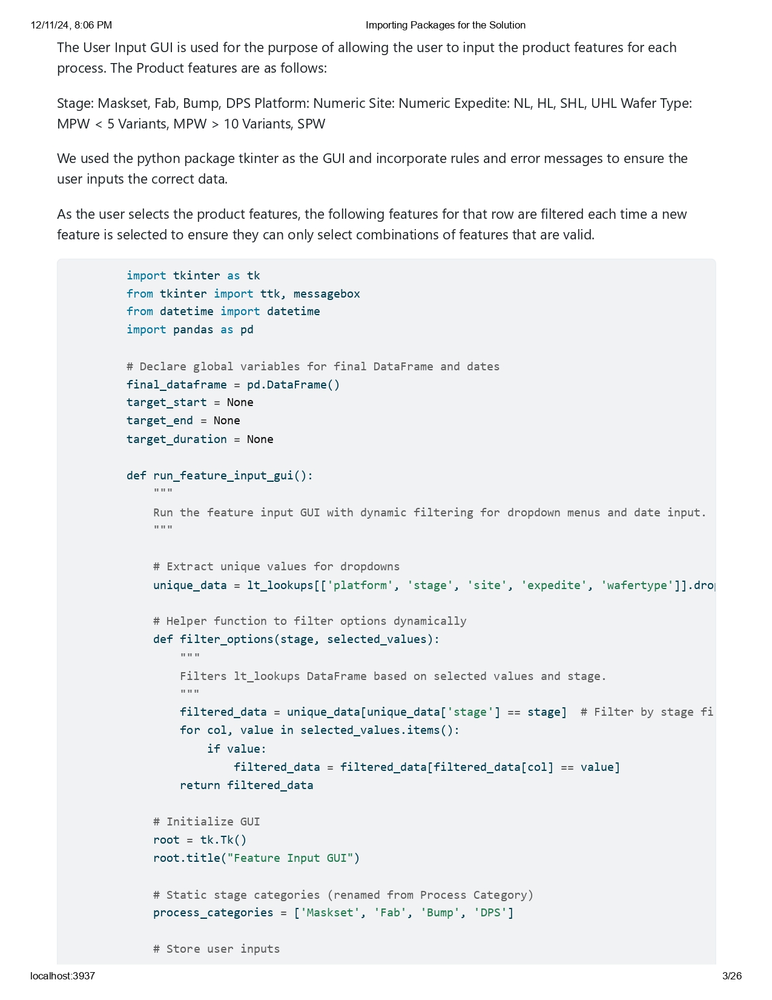 12/11/24, 8:06 PM
Importing Packages for the Solution
The User Input GUI is used for the purpose of allowing the user to input the product features for each
process. The Product features are as follows:
Stage: Maskset, Fab, Bump, DPS Platform: Numeric Site: Numeric Expedite: NL, HL, SHL, UHL Wafer Type:
MPW < 5 Variants, MPW > 10 Variants, SPW
We used the python package tkinter as the GUI and incorporate rules and error messages to ensure the
user inputs the correct data.
As the user selects the product features, the following features for that row are filtered each time a new
feature is selected to ensure they can only select combinations of features that are valid.
import tkinter as tk
from tkinter import ttk, messagebox
from datetime import datetime
import pandas as pd
# Declare global variables for final DataFrame and dates
final_dataframe = pd.DataFrame()
target_start = None
target_end = None
target_duration = None
def run_feature_input_gui():
    """
    Run the feature input GUI with dynamic filtering for dropdown menus and date input.
    """
    # Extract unique values for dropdowns
    unique_data = lt_lookups[['platform', 'stage', 'site', 'expedite', 'wafertype']].dro
    # Helper function to filter options dynamically
    def filter_options(stage, selected_values):
        """
        Filters lt_lookups DataFrame based on selected values and stage.
        """
        filtered_data = unique_data[unique_data['stage'] == stage]  # Filter by stage fi
        for col, value in selected_values.items():
            if value:
                filtered_data = filtered_data[filtered_data[col] == value]
        return filtered_data
    # Initialize GUI
    root = tk.Tk()
    root.title("Feature Input GUI")
    # Static stage categories (renamed from Process Category)
    process_categories = ['Maskset', 'Fab', 'Bump', 'DPS']
    # Store user inputs
localhost:3937
3/26